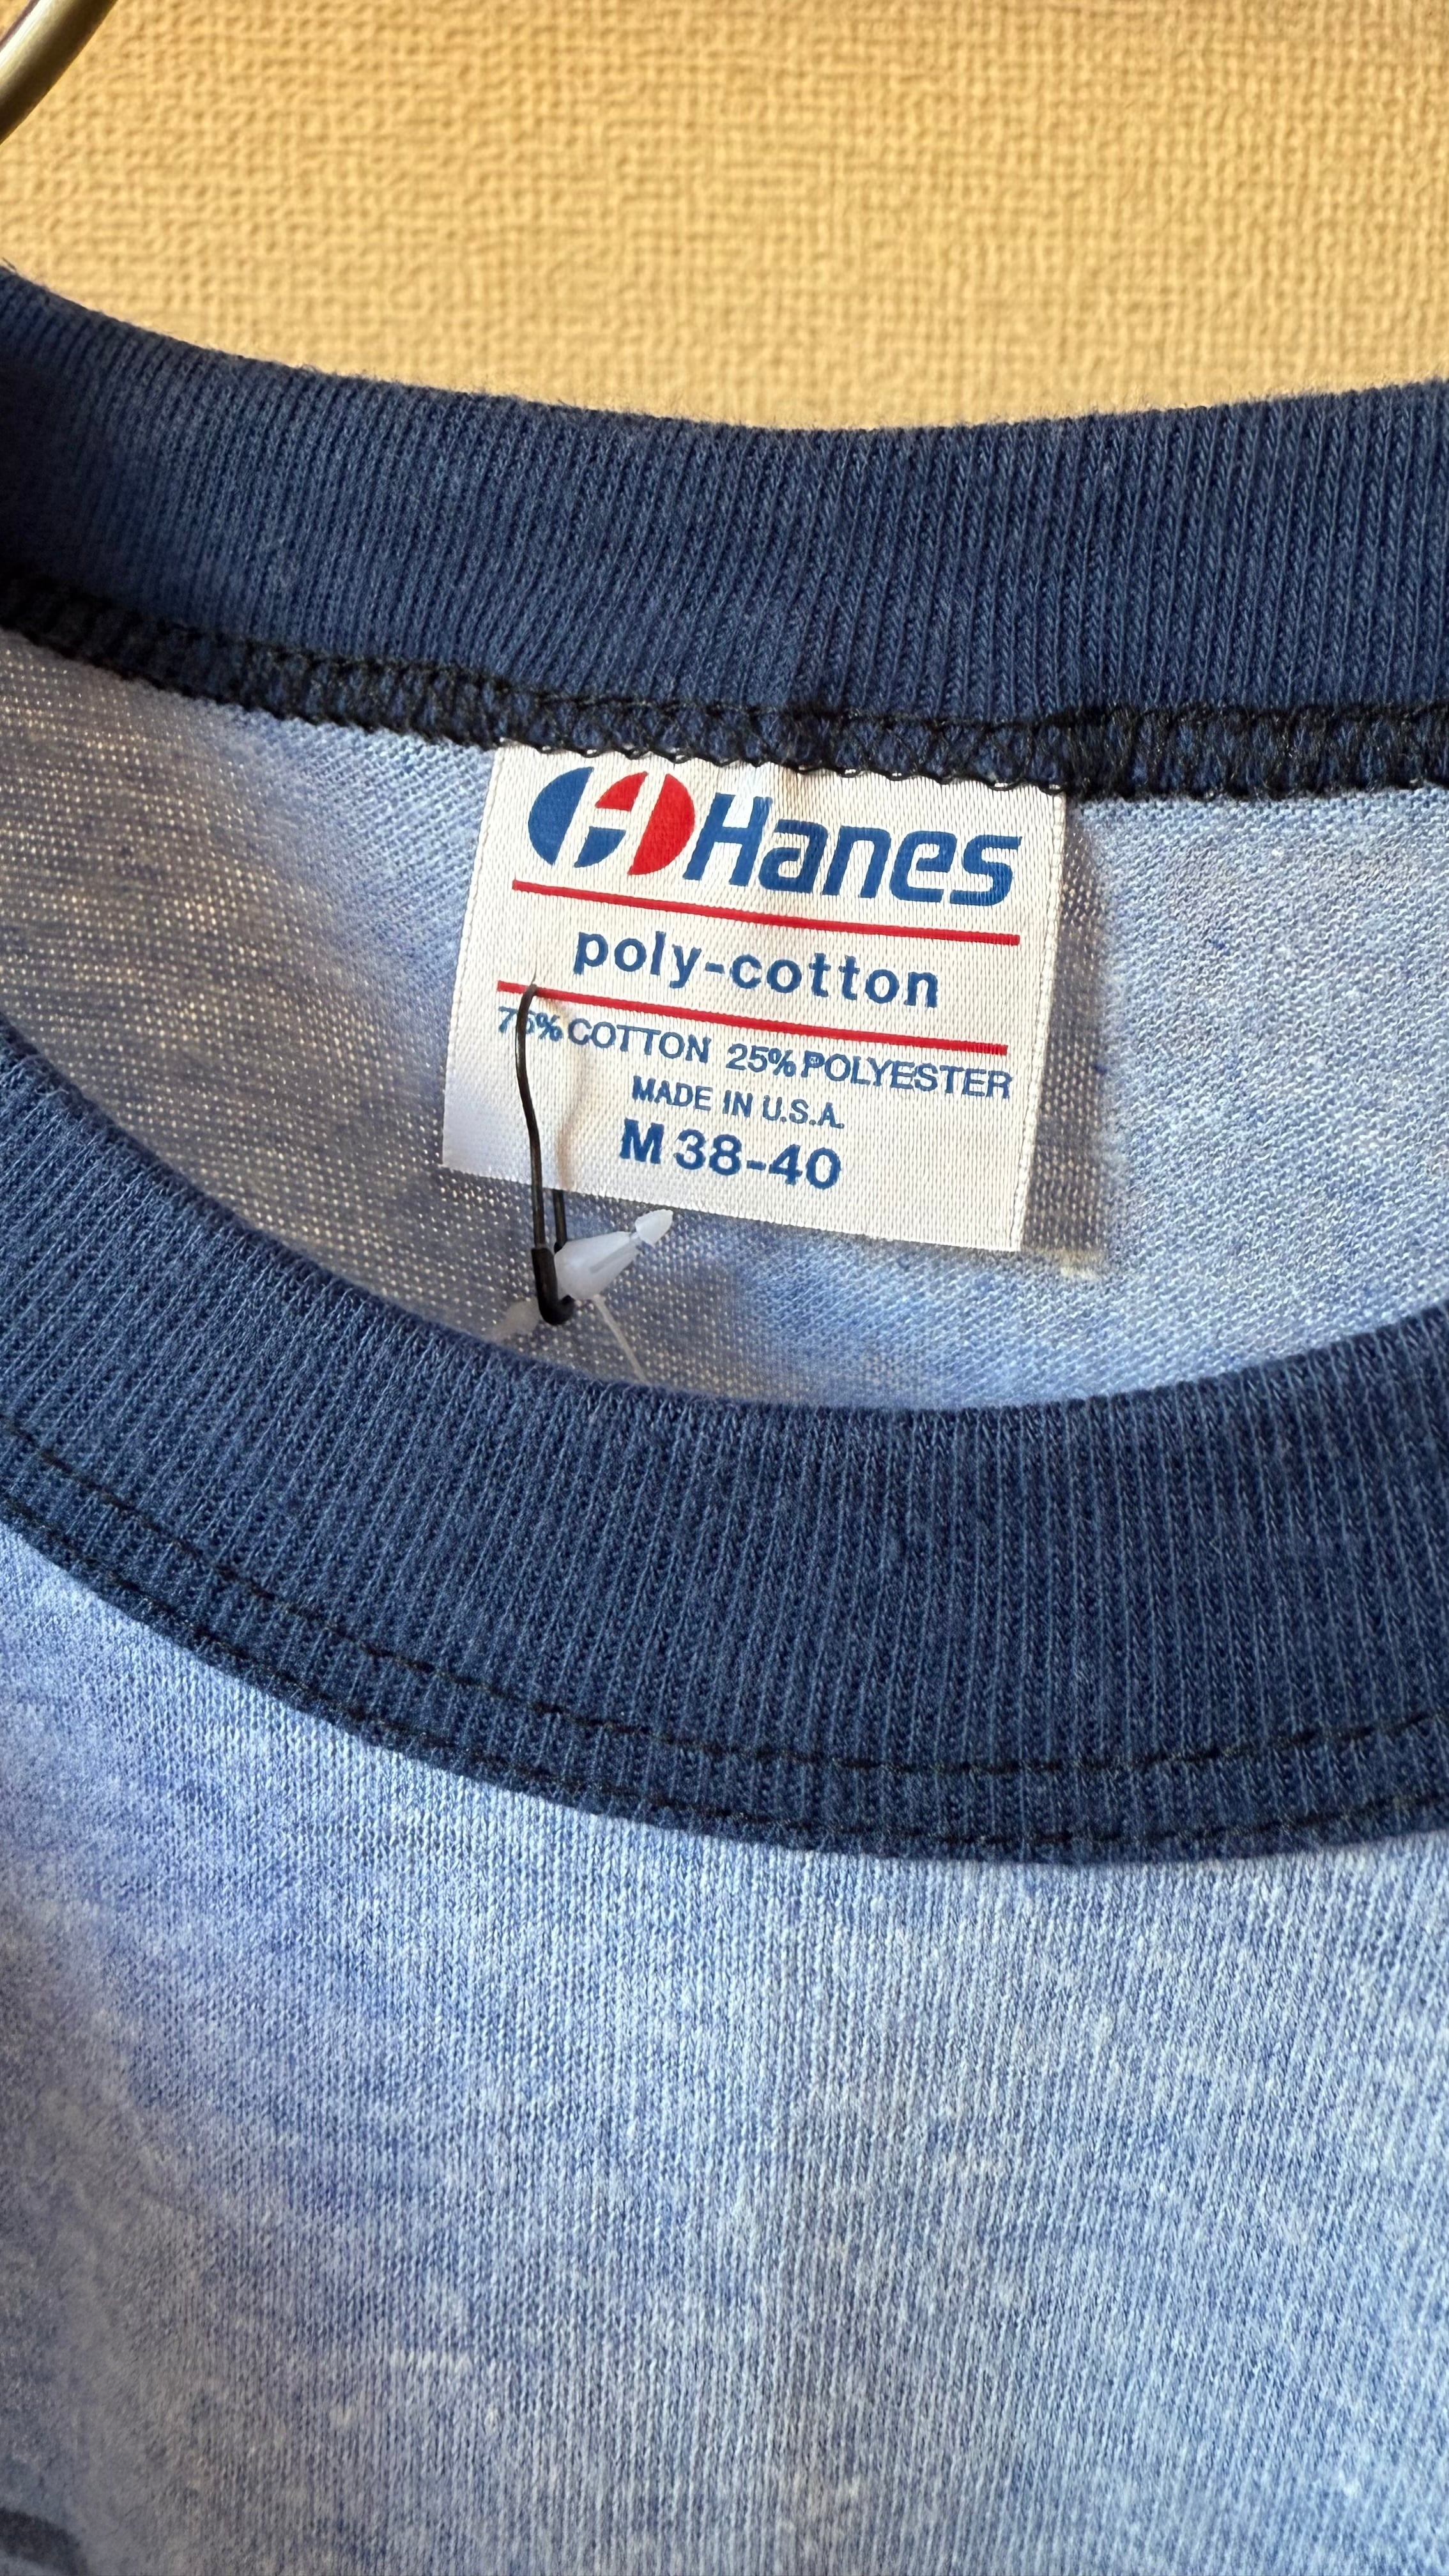 Hanes
poly-cotton
75% COTTON 25% POLYESTER
MADE IN U.S.A.
M 38-40